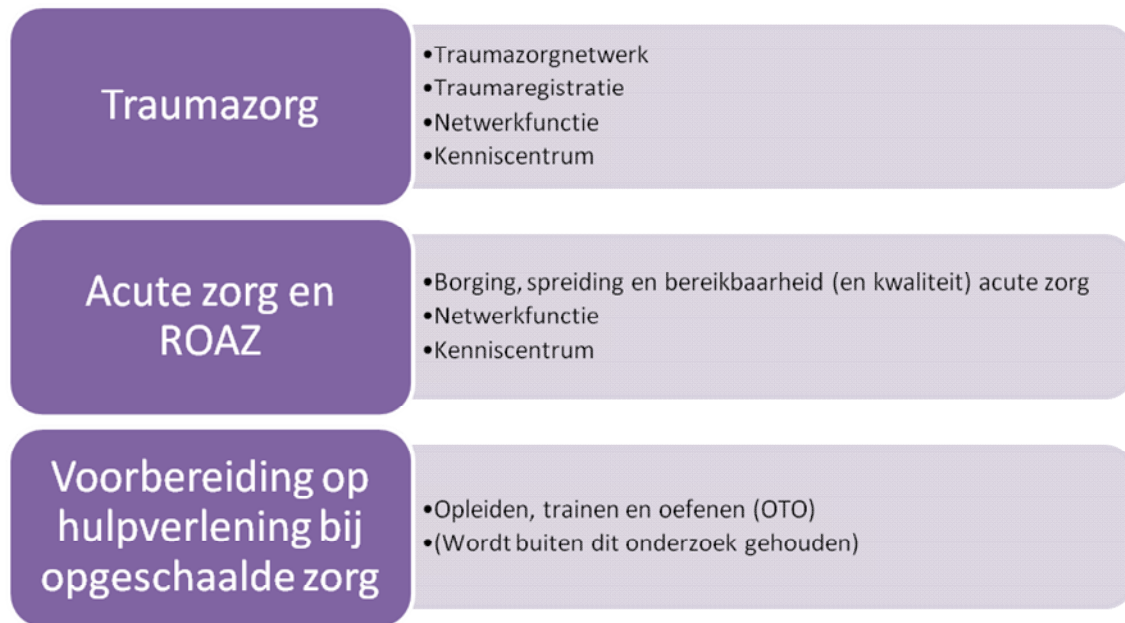 Traumazorg
•Traumazorgnetwerk
•Traumaregistratie
•Netwerkfunctie
•Kenniscentrum
Acute zorg en
ROAZ
•Borging, spreiding en bereikbaarheid (en kwaliteit) acute zorg
•Netwerkfunctie
•Kenniscentrum
Voorbereiding op
hulpverlening bij
opgeschaalde zorg
•Opleiden, trainen en oefenen (OTO)
•(Wordt buiten dit onderzoek gehouden)